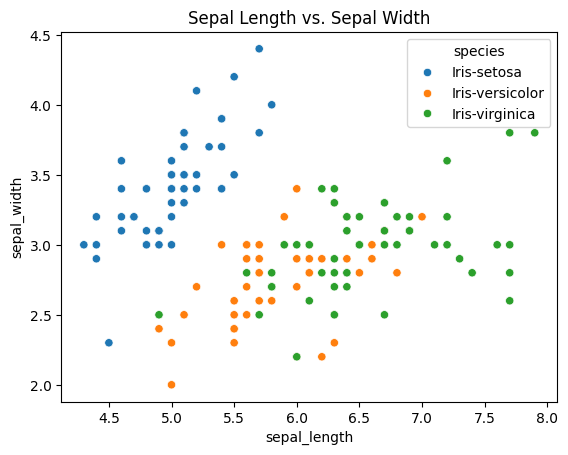 Sepal Length vs. Sepal Width
species
Iris-setosa
Iris-versicolor
Iris-virginica
sepal_width
4.5
4.0
3.5
3.0
2.5
2.0
4.5 5.0 5.5 6.0 6.5 7.0 7.5 8.0
sepal_length